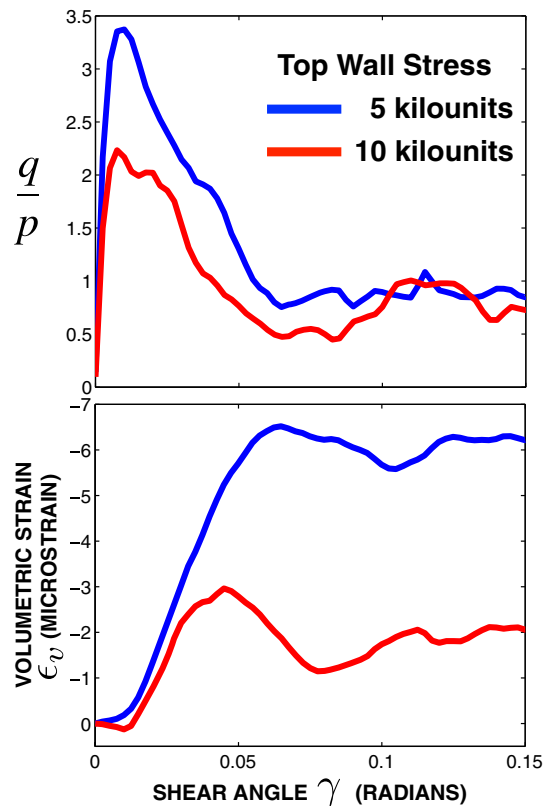 4
3.5
3
2.5
2
1.5
1
0.5
0
q
p
Top Wall Stress
5 kilounits
10 kilounits
−7
−6
−5
−4
−3
−2
−1
0
VOLUMETRIC STRAIN
ϵv (MICROSTRAIN)
0
0.05
0.1
0.15
SHEAR ANGLE γ (RADIANS)